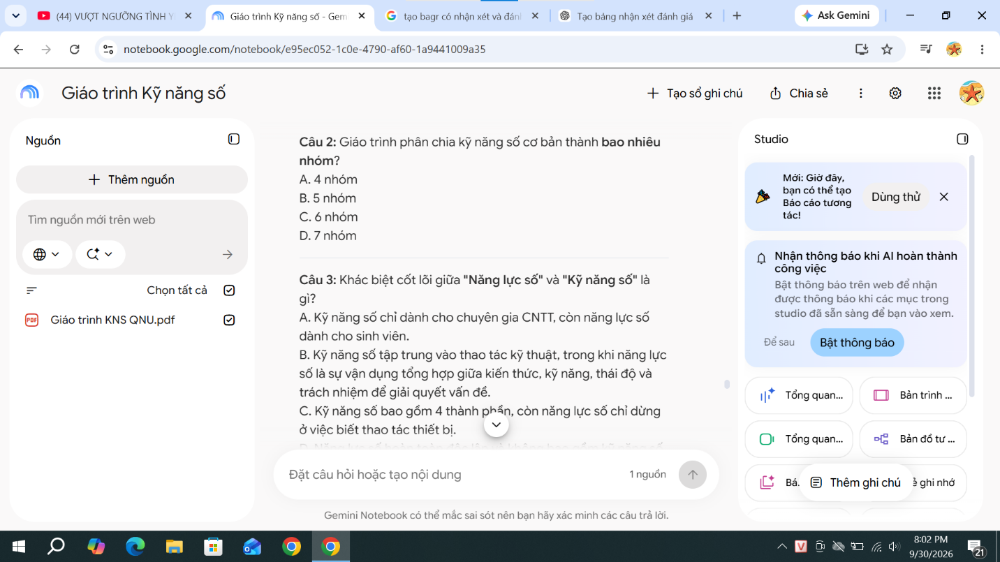 (44) VƯỢT NGƯỠNG TÌNH Y
Giáo trình Kỹ năng số - Gem
tạo bagr có nhận xét và đánh
Tạo bảng nhận xét đánh giá
Ask Gemini
notebook.google.com/notebook/e95ec052-1c0e-4790-af60-1a9441009a35
Giáo trình Kỹ năng số
Tạo sổ ghi chú
Chia sẻ
Nguồn
Thêm nguồn
Tìm nguồn mới trên web
Chọn tất cả
PDF
Giáo trình KNS QNU.pdf
Câu 2: Giáo trình phân chia kỹ năng số cơ bản thành bao nhiêu
nhóm?
A. 4 nhóm
B. 5 nhóm
C. 6 nhóm
D. 7 nhóm
Câu 3: Khác biệt cốt lõi giữa "Năng lực số" và "Kỹ năng số" là
gì?
A. Kỹ năng số chỉ dành cho chuyên gia CNTT, còn năng lực số
dành cho sinh viên.
B. Kỹ năng số tập trung vào thao tác kỹ thuật, trong khi năng lực
số là sự vận dụng tổng hợp giữa kiến thức, kỹ năng, thái độ và
trách nhiệm để giải quyết vấn đề.
C. Kỹ năng số bao gồm 4 thành phần, còn năng lực số chỉ dừng
ở việc biết thao tác thiết bị.
Đặt câu hỏi hoặc tạo nội dung
1 nguồn
Gemini Notebook có thể mắc sai sót nên bạn hãy xác minh các câu trả lời.
Studio
Mới: Giờ đây,
bạn có thể tạo
Báo cáo tương
tác!
Dùng thử
Nhận thông báo khi AI hoàn thành
công việc
Bật thông báo trên web để nhận
được thông báo khi các mục trong
studio đã sẵn sàng để bạn vào xem.
Để sau
Bật thông báo
Tổng quan...
Bản trình ...
Tổng quan...
Bản đồ tư ...
Bá.
Thêm ghi chú
ẻ ghi nhớ
V
8:02 PM
9/30/2026
21